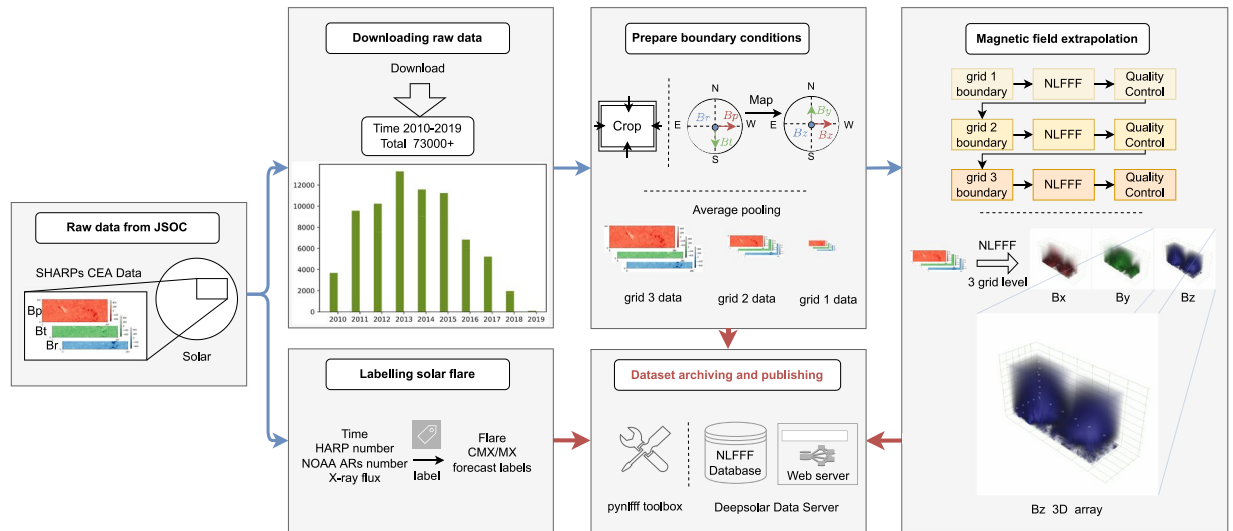 Raw data from JSOC
SHARPs CEA Data
Bp
Bt
Br
Solar
Downloading raw data
Download
Time 2010-2019
Total 73000+
12000
10000
8000
6000
4000
2000
0
2010 2011 2012 2013 2014 2015 2016 2017 2018 2019
Labelling solar flare
Time
HARP number
NOAA ARs number
X-ray flux
label
Flare
CMX/MX
forecast labels
Prepare boundary conditions
Crop
N
E
W
S
Br
Bp
Bt
Map
N
E
W
S
By
Bz
Bx
Average pooling
grid 3 data
grid 2 data
grid 1 data
Dataset archiving and publishing
pynlfff toolbox
NLFFF
Database
Web server
Deepsolar Data Server
Magnetic field extrapolation
grid 1
boundary
NLFFF
Quality
Control
grid 2
boundary
NLFFF
Quality
Control
grid 3
boundary
NLFFF
Quality
Control
NLFFF
3 grid level
Bx
By
Bz
Bz 3D array